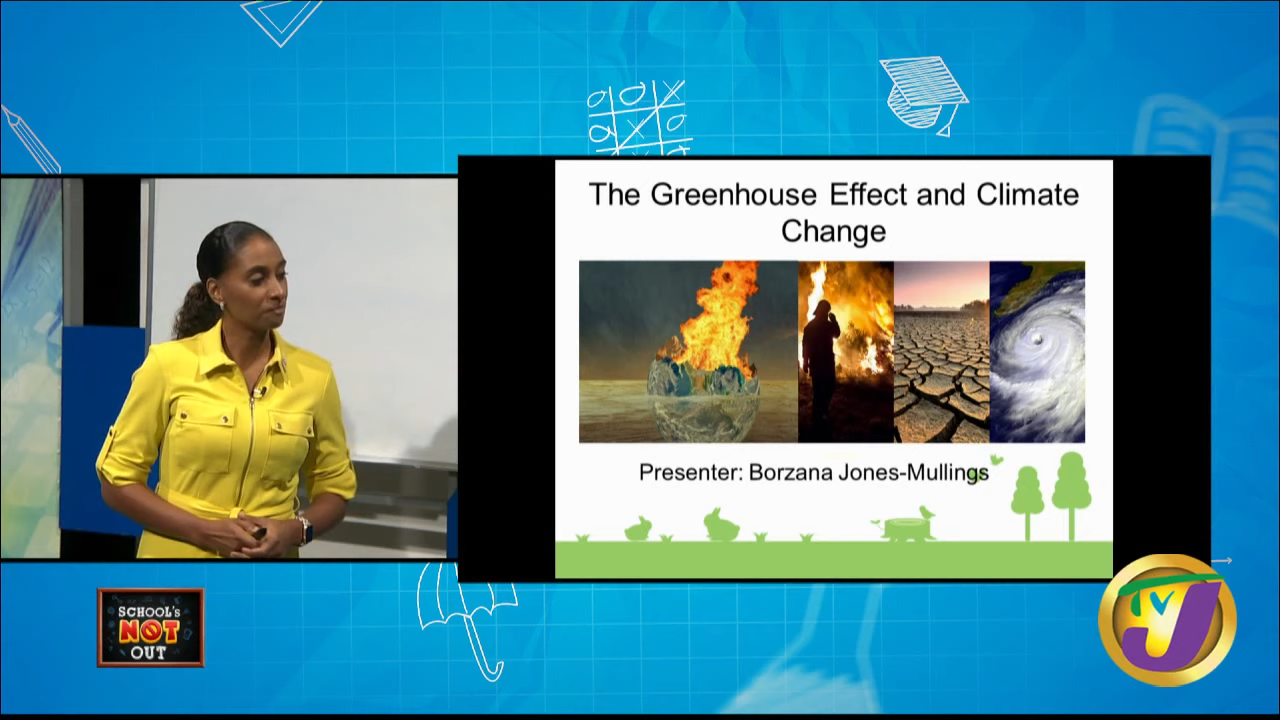 The Greenhouse Effect and Climate
Change
Presenter: Borzana Jones-Mullings
SCHOOL'S
NOT
OUT
TVJ